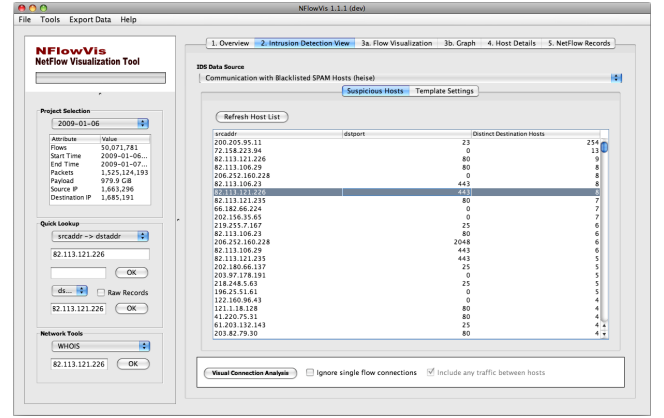 NFlowVis 1.1.1 (dev)
File Tools Export Data Help
NFlowVis
NetFlow Visualization Tool
Project Selection
2009-01-06
Attribute Value
Flows 50,071,781
Start Time 2009-01-06...
End Time 2009-01-07...
Packets 1,525,124,193
Payload 979.9 GiB
Source IP 1,663,296
Destination IP 1,685,191
Quick Lookup
srcaddr -> dstaddr
82.113.121.226
OK
ds... Raw Records
82.113.121.226 OK
Network Tools
WHOIS
82.113.121.226 OK
1. Overview 2. Intrusion Detection View 3a. Flow Visualization 3b. Graph 4. Host Details 5. NetFlow Records
IDS Data Source
Communication with Blacklisted SPAM Hosts (heise)
Suspicious Hosts Template Settings
Refresh Host List
srcaddr dstport Distinct Destination Hosts
200.205.95.11 23 254
72.158.223.94 0 13
82.113.121.226 80 9
82.113.106.29 80 8
206.252.160.228 0 8
82.113.106.23 443 8
82.113.121.226 443 8
82.113.121.235 80 7
66.182.66.224 0 7
202.156.35.65 0 7
219.255.7.167 25 6
82.113.106.23 80 6
206.252.160.228 2048 6
82.113.106.29 443 6
82.113.121.235 443 5
202.180.66.137 25 5
203.97.178.191 0 5
218.248.5.63 25 5
196.25.51.61 0 5
122.160.96.43 0 4
121.1.18.128 80 4
41.220.75.31 80 4
61.203.132.143 25 4
203.82.79.30 80 4
Visual Connection Analysis Ignore single flow connections Include any traffic between hosts